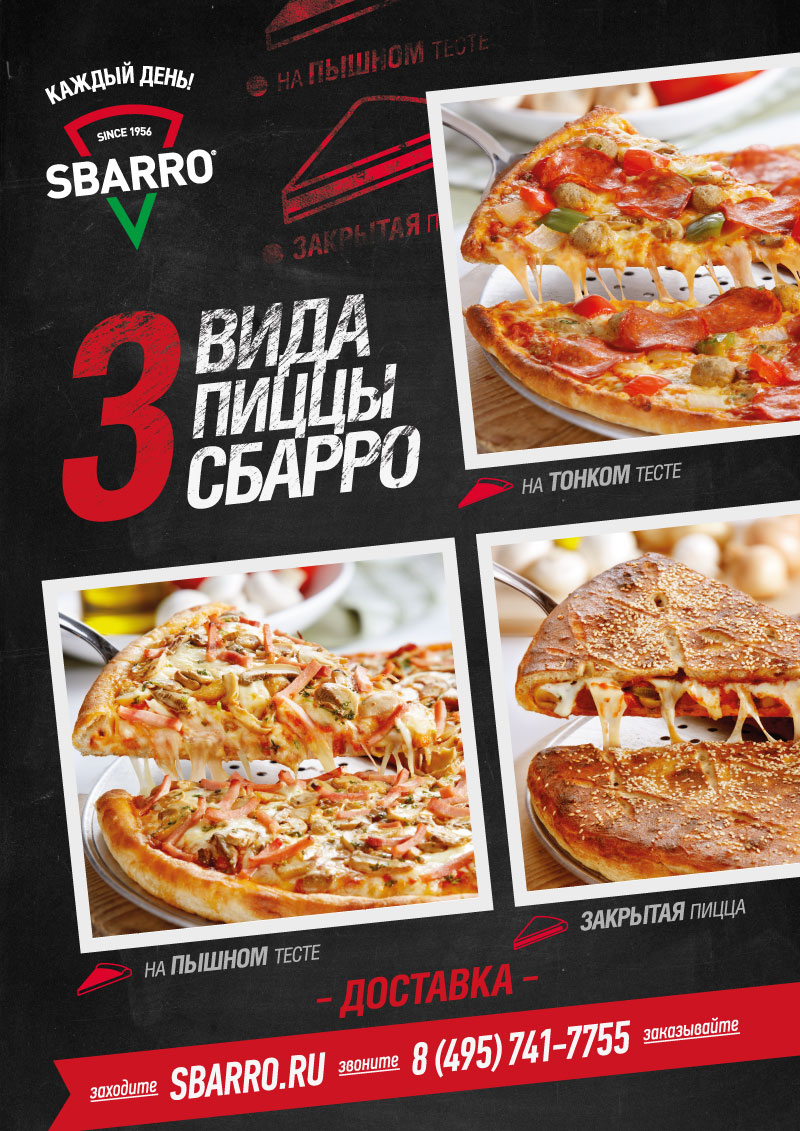 НА ПЫШНОМ ТЕСТЕ
КАЖДЫЙ ДЕНЬ!
SINCE 1956
SBARRO®
ЗАКРЫТАЯ П
3 ВИДА
ПИЦЦЫ
СБАРРО
НА ТОНКОМ ТЕСТЕ
ЗАКРЫТАЯ ПИЦЦА
НА ПЫШНОМ ТЕСТЕ
– ДОСТАВКА –
заходите SBARRO.RU звоните 8 (495) 741-7755 заказывайте